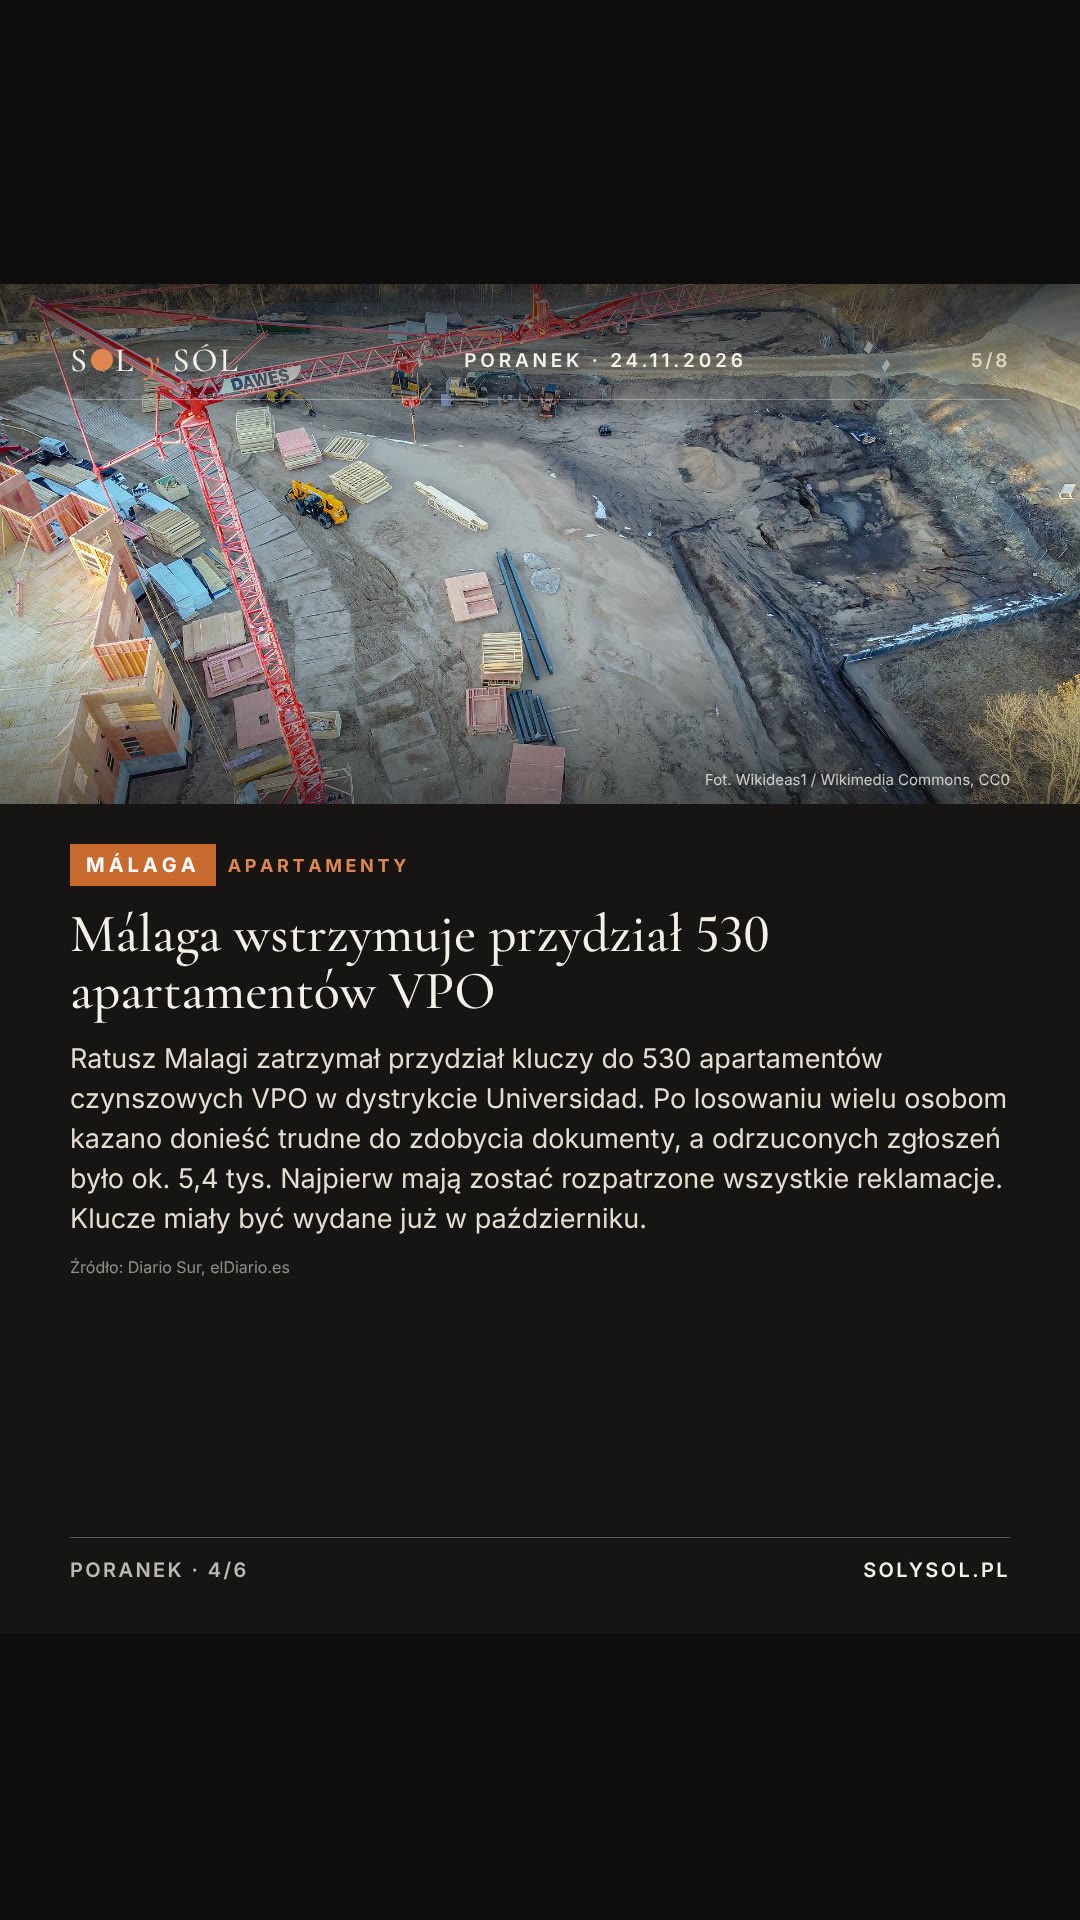 SOL y SÓL
PORANEK · 24.11.2026
5/8
DAWES
Fot. Wikideas1 / Wikimedia Commons, CC0
MÁLAGA APARTAMENTY
Málaga wstrzymuje przydział 530
apartamentów VPO
Ratusz Malagi zatrzymał przydział kluczy do 530 apartamentów
czynszowych VPO w dystrykcie Universidad. Po losowaniu wielu osobom
kazano donieść trudne do zdobycia dokumenty, a odrzuconych zgłoszeń
było ok. 5,4 tys. Najpierw mają zostać rozpatrzone wszystkie reklamacje.
Klucze miały być wydane już w październiku.
Źródło: Diario Sur, elDiario.es
PORANEK · 4/6
SOLYSOL.PL